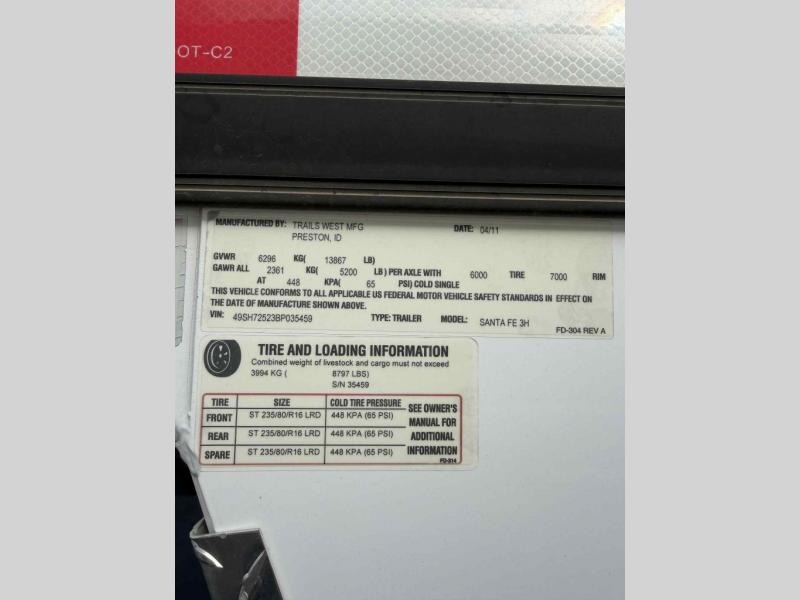 OT-C2
MANUFACTURED BY: TRAILS WEST MFG DATE: 04/11
PRESTON, ID
GVWR 6296 KG( 13867 LB)
GAWR ALL 2361 KG( 5200 LB) PER AXLE WITH 6000 TIRE 7000 RIM
AT 448 KPA( 65 PSI) COLD SINGLE
THIS VEHICLE CONFORMS TO ALL APPLICABLE US FEDERAL MOTOR VEHICLE SAFETY STANDARDS IN EFFECT ON
THE DATE OF MANUFACTURE SHOWN ABOVE.
VIN: 49SH72523BP035459 TYPE: TRAILER MODEL: SANTA FE 3H
FD-304 REV A
TIRE AND LOADING INFORMATION
Combined weight of livestock and cargo must not exceed
3994 KG ( 8797 LBS)
S/N 35459
TIRE SIZE COLD TIRE PRESSURE
FRONT ST 235/80/R16 LRD 448 KPA (65 PSI)
REAR ST 235/80/R16 LRD 448 KPA (65 PSI)
SPARE ST 235/80/R16 LRD 448 KPA (65 PSI)
SEE OWNER'S
MANUAL FOR
ADDITIONAL
INFORMATION
FD-314